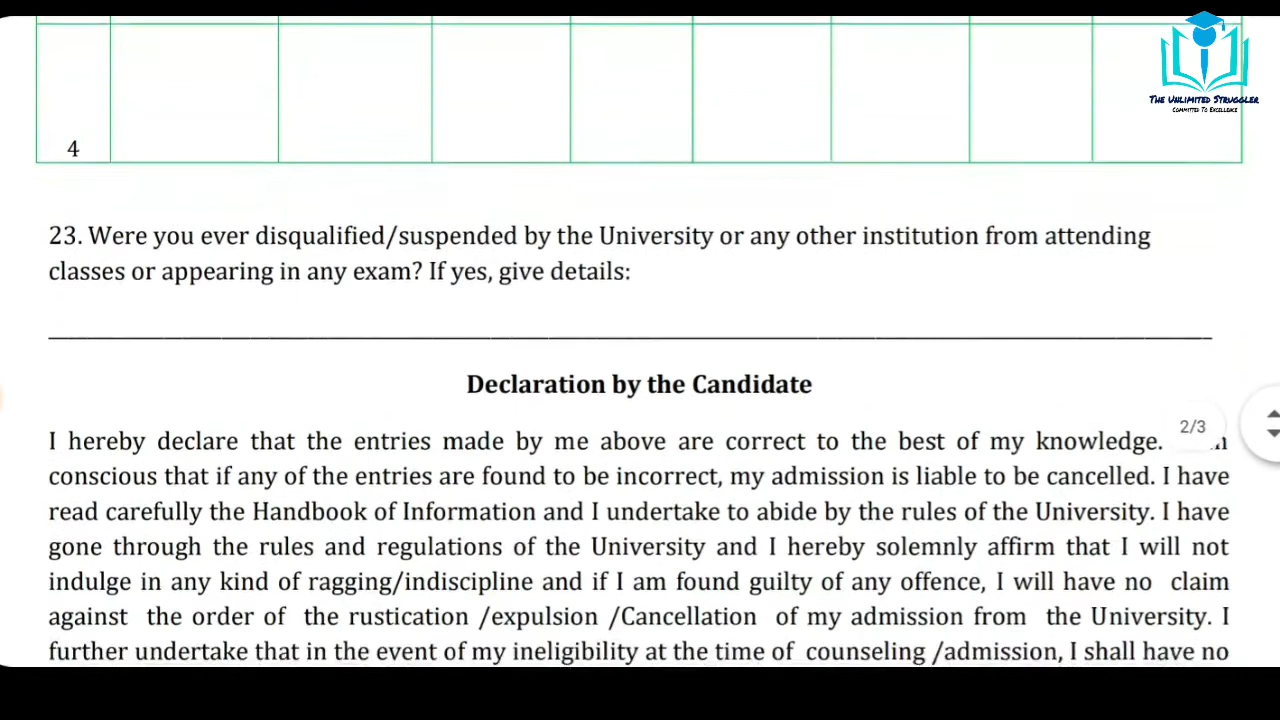 THE UNLIMITED STRUGGLER
COMMITTED TO EXCELLENCE
4
23. Were you ever disqualified/suspended by the University or any other institution from attending
classes or appearing in any exam? If yes, give details:
Declaration by the Candidate
2/3
I hereby declare that the entries made by me above are correct to the best of my knowledge.
conscious that if any of the entries are found to be incorrect, my admission is liable to be cancelled. I have
read carefully the Handbook of Information and I undertake to abide by the rules of the University. I have
gone through the rules and regulations of the University and I hereby solemnly affirm that I will not
indulge in any kind of ragging/indiscipline and if I am found guilty of any offence, I will have no claim
against the order of the rustication /expulsion /Cancellation of my admission from the University. I
further undertake that in the event of my ineligibility at the time of counseling /admission, I shall have no